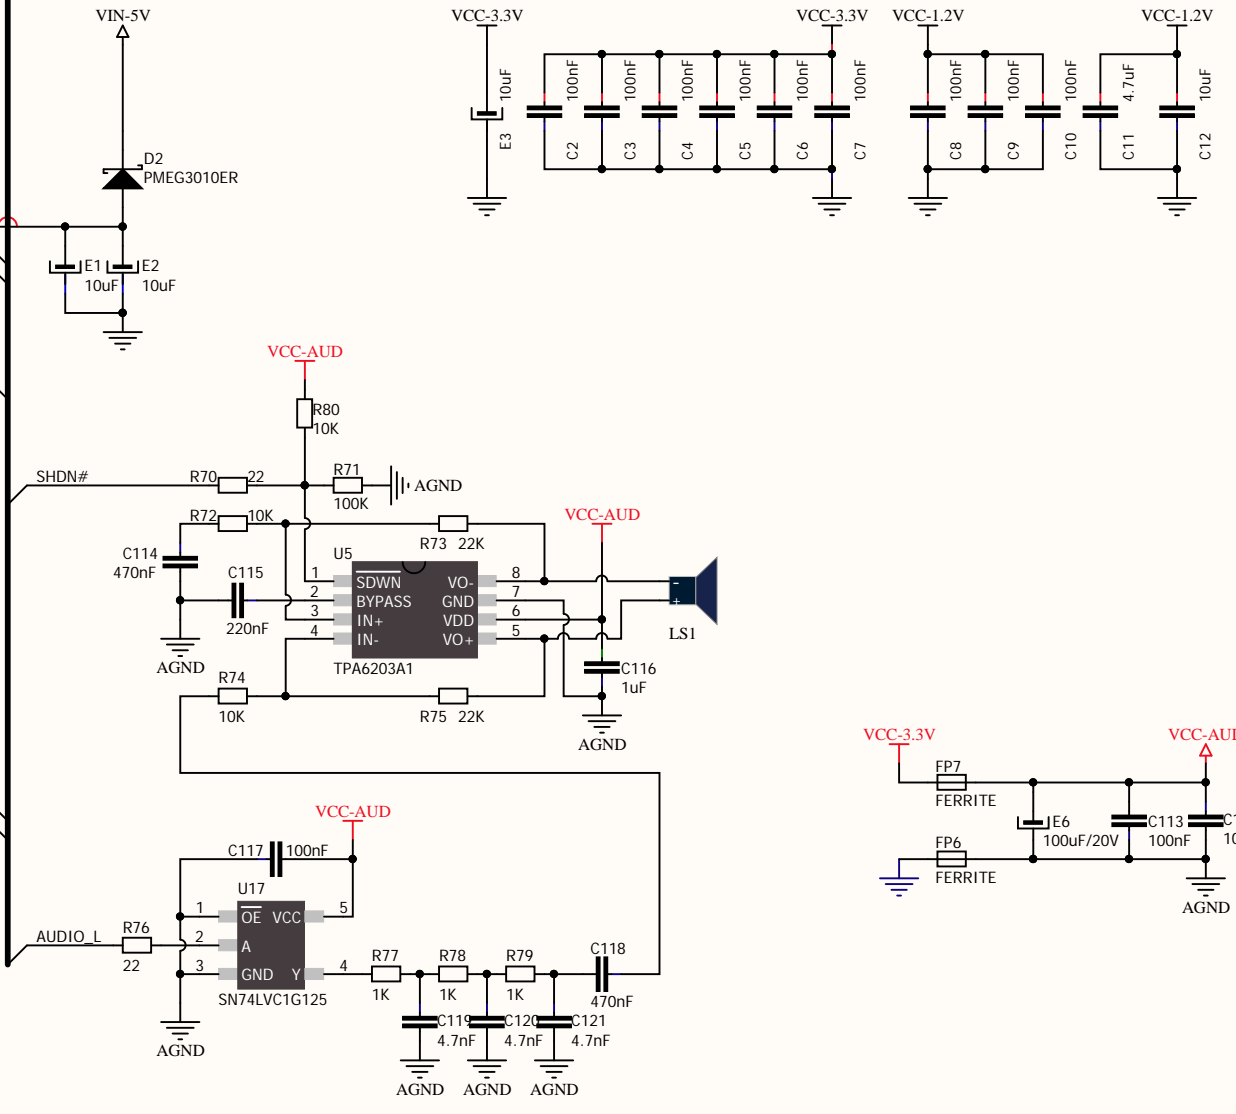 VIN-5V
VCC-3.3V
VCC-3.3V
VCC-1.2V
VCC-1.2V
10uF
E3
100nF
C2
100nF
C3
100nF
C4
100nF
C5
100nF
C6
100nF
C7
100nF
C8
100nF
C9
100nF
C10
4.7uF
C11
10uF
C12
D2
PMEG3010ER
E1
10uF
E2
10uF
VCC-AUD
R80
10K
SHDN#
R70
22
R71
100K
AGND
R72
10K
R73
22K
VCC-AUD
C114
470nF
C115
220nF
AGND
U5
1
SDWN
2
BYPASS
3
IN+
4
IN-
VO-
8
GND
7
VDD
6
VO+
5
TPA6203A1
-
+
LS1
C116
1uF
AGND
R74
10K
R75
22K
VCC-AUD
C117
100nF
U17
1
OE
VCC
5
2
A
3
GND
Y
4
SN74LVC1G125
AUDIO_L
R76
22
AGND
R77
1K
R78
1K
R79
1K
C118
470nF
C119
4.7nF
C120
4.7nF
C121
4.7nF
AGND
AGND
AGND
VCC-3.3V
FP7
FERRITE
FP6
FERRITE
E6
100uF/20V
C113
100nF
AGND